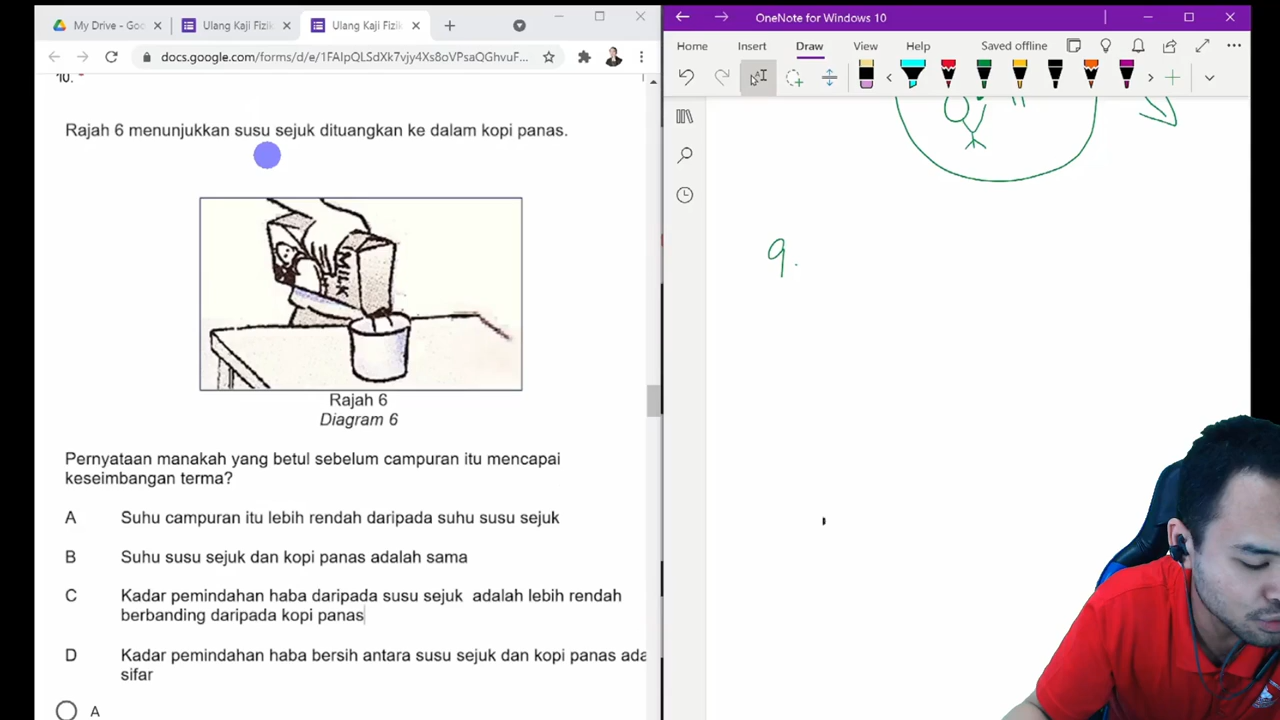 My Drive - Goo
Ulang Kaji Fizik
Ulang Kaji Fizik
docs.google.com/forms/d/e/1FAIpQLSdXk7vjy4Xs8oVPsaQGhvuF...
OneNote for Windows 10
Home Insert Draw View Help Saved offline
10.
Rajah 6 menunjukkan susu sejuk dituangkan ke dalam kopi panas.
MILK
Rajah 6
Diagram 6
Pernyataan manakah yang betul sebelum campuran itu mencapai
keseimbangan terma?
A Suhu campuran itu lebih rendah daripada suhu susu sejuk
B Suhu susu sejuk dan kopi panas adalah sama
C Kadar pemindahan haba daripada susu sejuk adalah lebih rendah
berbanding daripada kopi panas
D Kadar pemindahan haba bersih antara susu sejuk dan kopi panas ada
sifar
A
9.